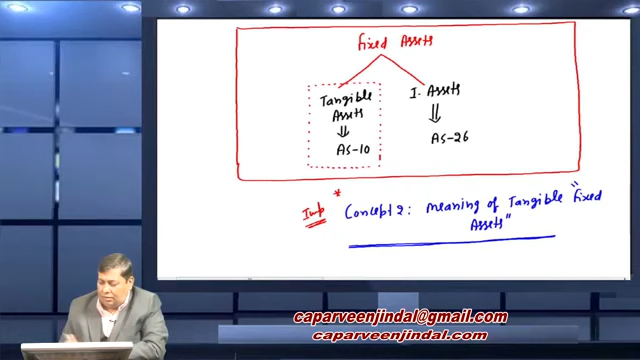 Fixed Assets
Tangible Assets
I. Assets
⇓
⇓
AS-10
AS-26
*
Imp
Concept 2: Meaning of Tangible "Fixed
Assets"
caparveenjindal@gmail.com
caparveenjindal.com